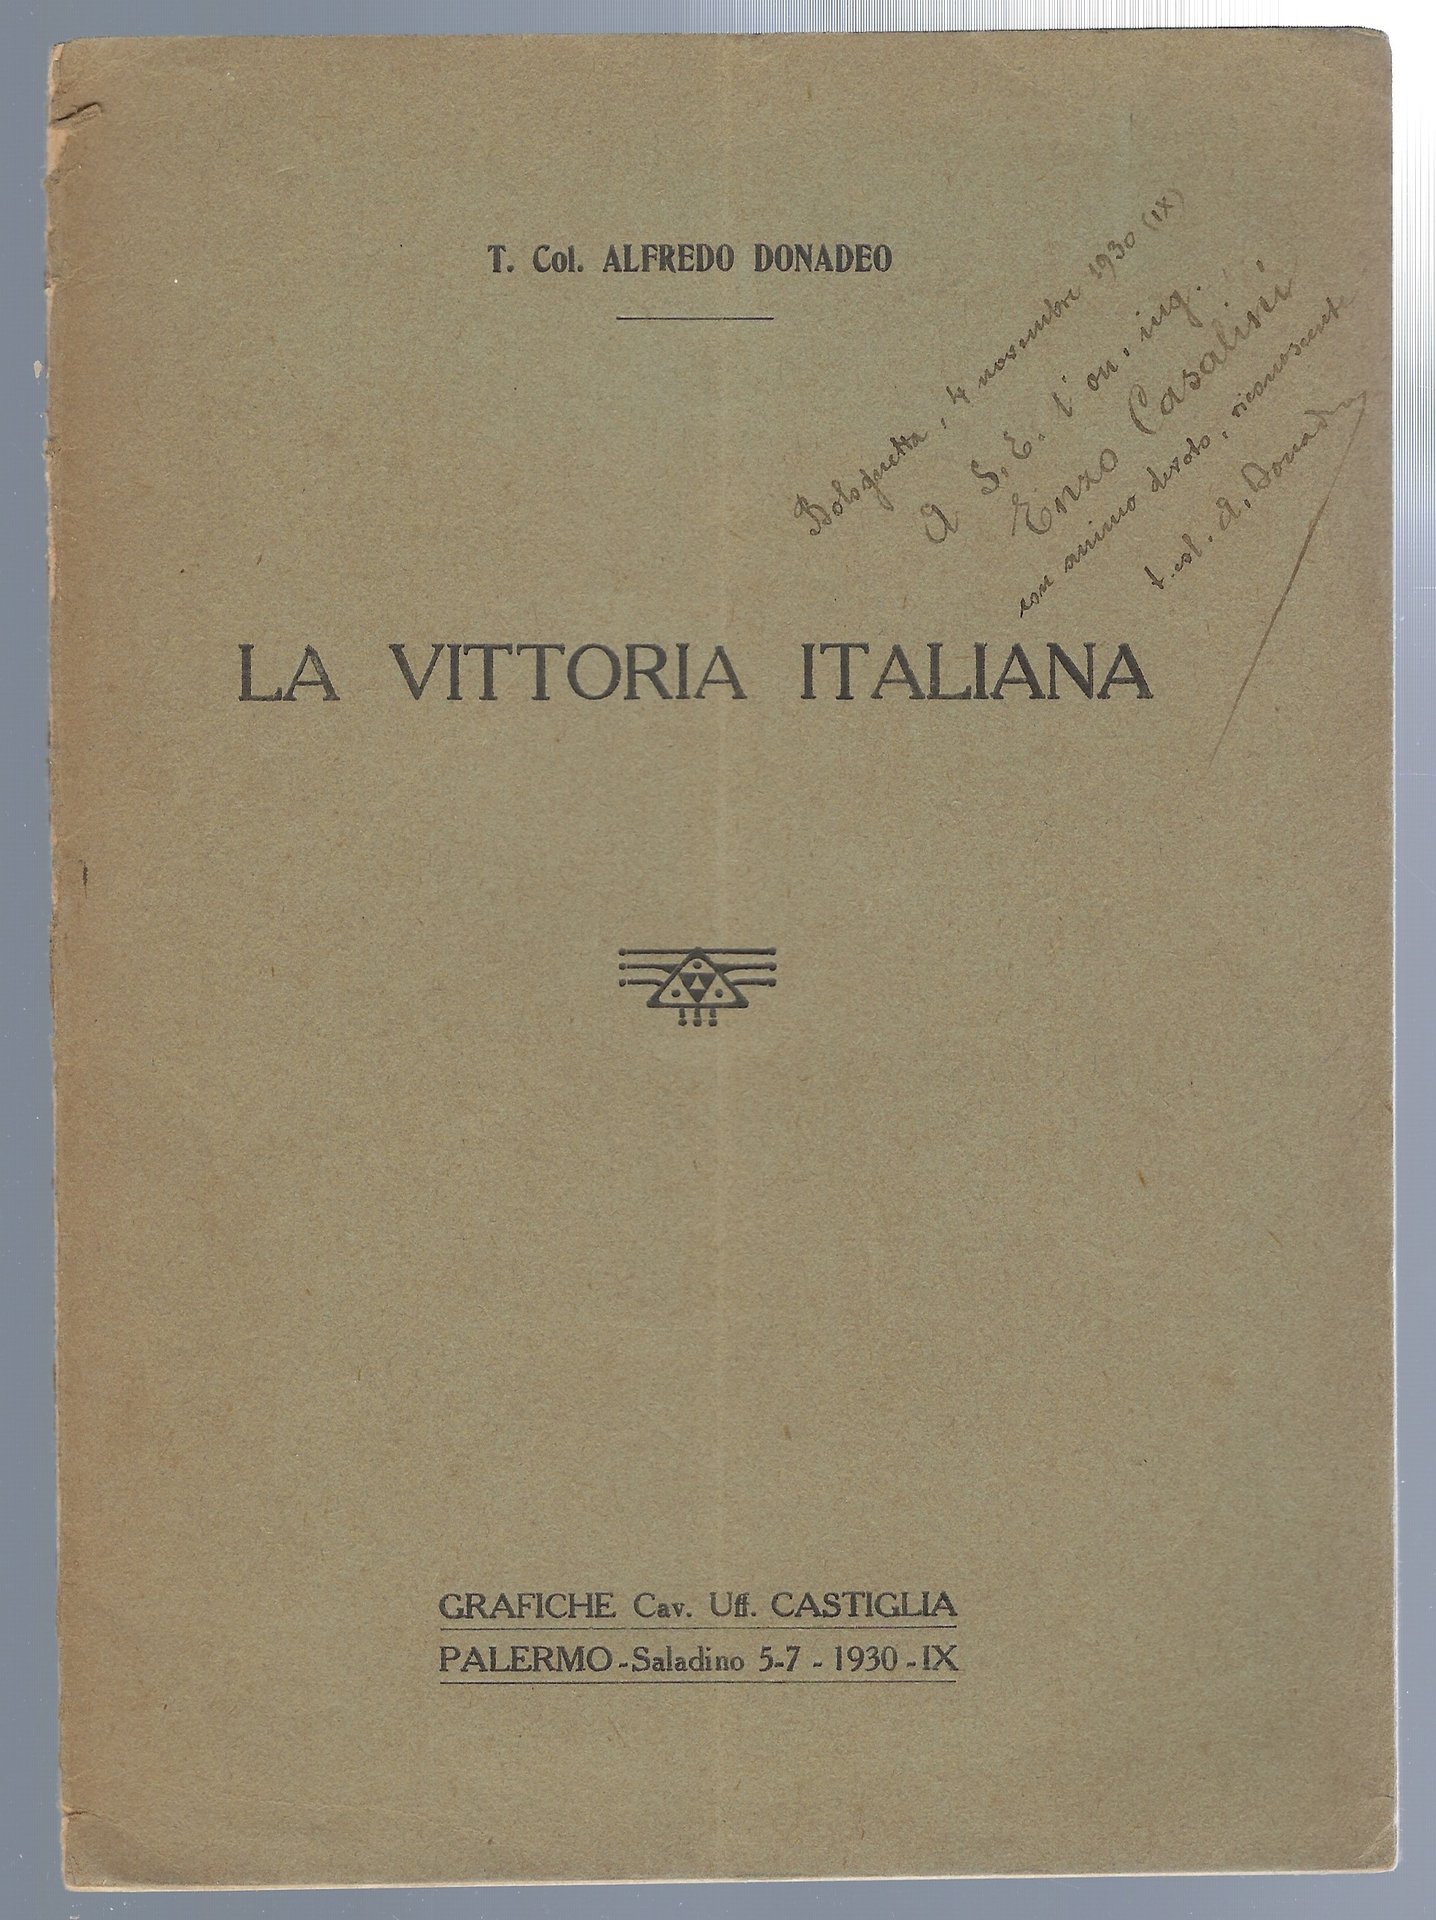 T. Col. ALFREDO DONADEO
Bolognetta, 4 novembre 1930 (IX)
A S. E. l'on. ing.
Enzo Casalini
con animo devoto, riconoscente
t. col. A. Donadeo
LA VITTORIA ITALIANA
GRAFICHE Cav. Uff. CASTIGLIA
PALERMO - Saladino 5-7 - 1930 - IX